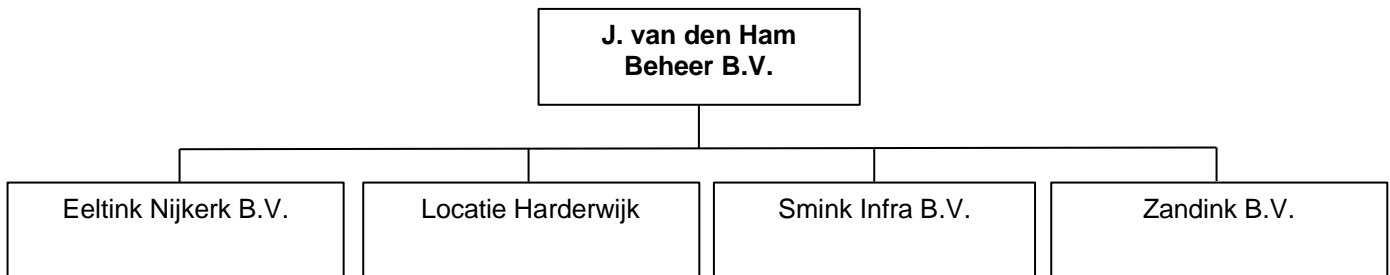 J. van den Ham
Beheer B.V.
Eeltink Nijkerk B.V.
Locatie Harderwijk
Smink Infra B.V.
Zandink B.V.